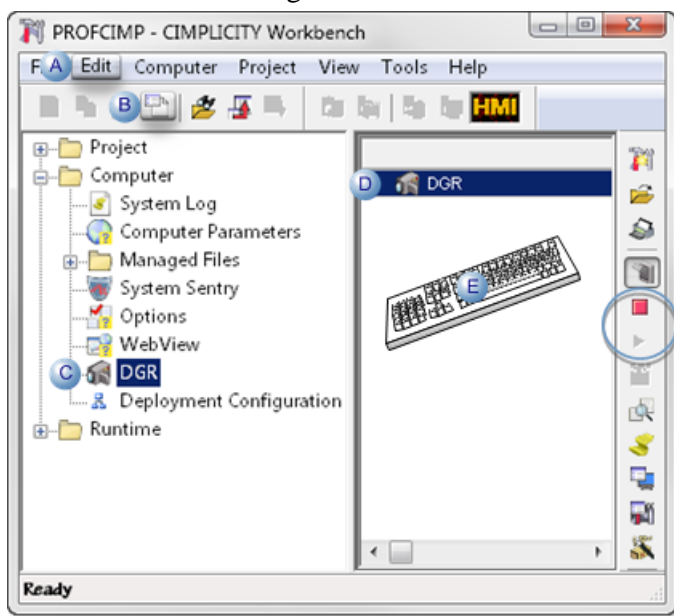 PROFCIMP - CIMPLICITY Workbench
F A Edit Computer Project View Tools Help
B HMI
Project
Computer
D DGR
System Log
Computer Parameters
Managed Files
System Sentry
E
Options
WebView
C DGR
Deployment Configuration
Runtime
Ready